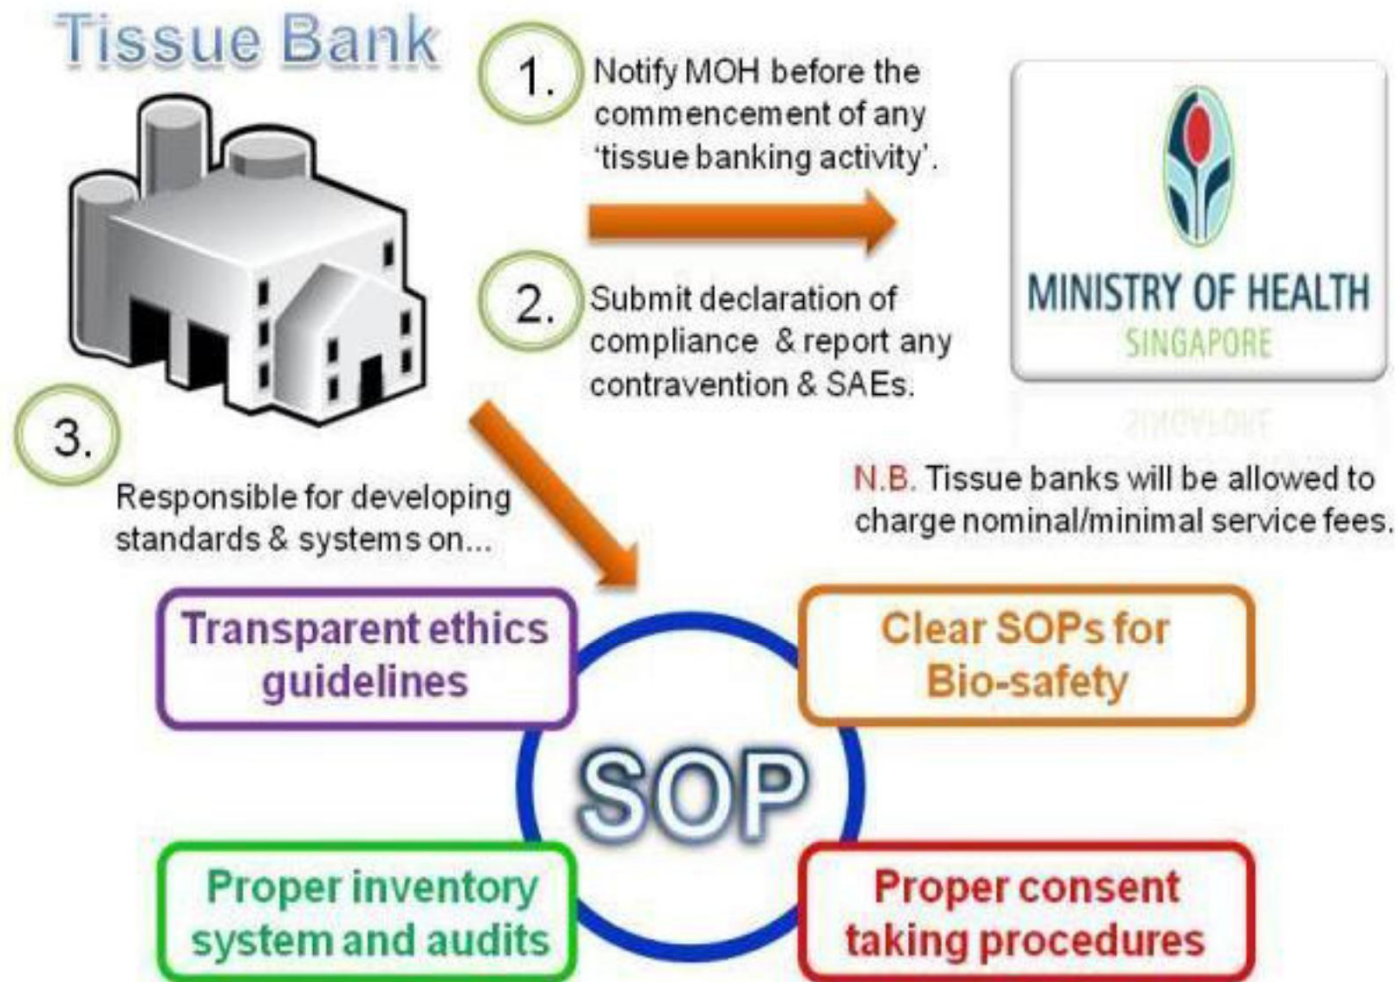 Tissue Bank
1.
Notify MOH before the
commencement of any
‘tissue banking activity’.
MINISTRY OF HEALTH
SINGAPORE
2.
Submit declaration of
compliance & report any
contravention & SAEs.
SINGAPORE
3.
Responsible for developing
standards & systems on...
N.B. Tissue banks will be allowed to
charge nominal/minimal service fees.
Transparent ethics
guidelines
Clear SOPs for
Bio-safety
SOP
Proper inventory
system and audits
Proper consent
taking procedures